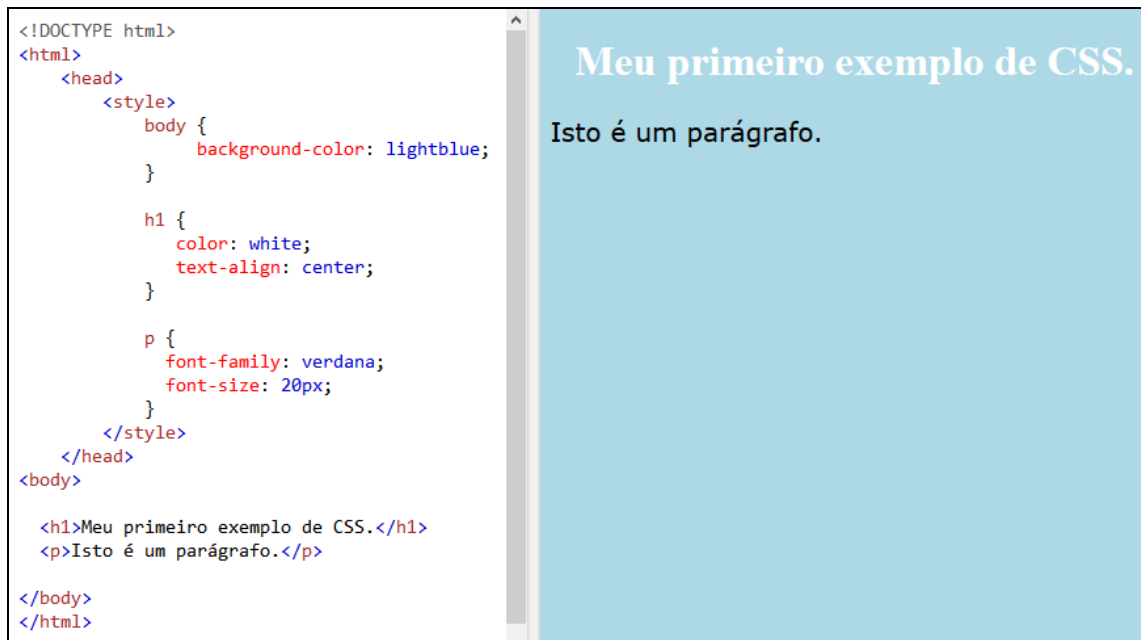 <!DOCTYPE html>
<html>
    <head>
        <style>
            body {
                 background-color: lightblue;
            }

            h1 {
               color: white;
               text-align: center;
            }

            p {
              font-family: verdana;
              font-size: 20px;
            }
        </style>
    </head>
<body>

  <h1>Meu primeiro exemplo de CSS.</h1>
  <p>Isto é um parágrafo.</p>

</body>
</html>
Meu primeiro exemplo de CSS.
Isto é um parágrafo.